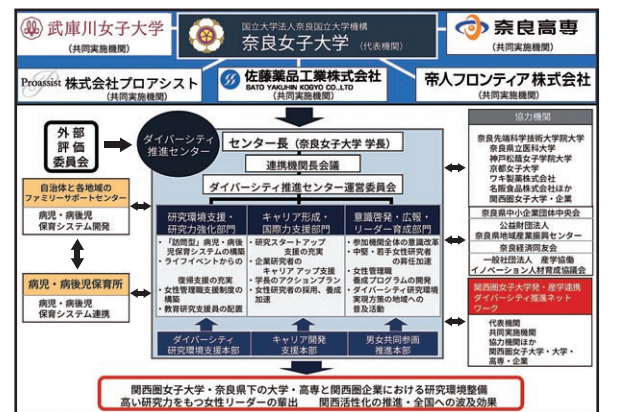 武庫川女子大学
(共同実施機関)
国立大学法人奈良国立大学機構
奈良女子大学 (代表機関)
奈良高専
(共同実施機関)
Proassist 株式会社プロアシスト
(共同実施機関)
佐藤薬品工業株式会社
SATO YAKUHIN KOGYO CO.,LTD
(共同実施機関)
帝人フロンティア株式会社
(共同実施機関)
外部
評価
委員会
ダイバーシティ
推進センター
センター長(奈良女子大学 学長)
連携機関長会議
ダイバーシティ推進センター運営委員会
自治体と各地域の
ファミリーサポートセンター
病児・病後児
保育システム開発
病児・病後児保育所
病児・病後児
保育システム連携
研究環境支援・
研究力強化部門
・「訪問型」病児・病後
児保育システムの構築
・ライフイベントからの
復帰支援の充実
・女性管理職支援制度の
構築
・教育研究支援員の配置
キャリア形成・
国際力支援部門
・研究スタートアップ
支援の充実
・企業研究者の
キャリアアップ支援
・学長のアクションプラン
・女性研究者の採用、養成
加速
意識啓発・広報・
リーダー育成部門
・参加機関全体の意識改革
・中堅・若手女性研究者
の昇任加速
・女性管理職
養成プログラムの開発
・ダイバーシティ研究環境
実現方策の地域への
普及活動
ダイバーシティ
研究環境支援本部
キャリア開発
支援本部
男女共同参画
推進本部
協力機関
奈良先端科学技術大学院大学
奈良県立医科大学
神戸松蔭女子学院大学
京都女子大学
ワキ製薬株式会社
名阪食品株式会社ほか
関西圏女子大学・企業
奈良県中小企業団体中央会
公益財団法人
奈良県地域産業振興センター
奈良経済同友会
一般社団法人 産学協働
イノベーション人材育成協議会
関西圏女子大学発・産学連携
ダイバーシティ推進ネット
ワーク
代表機関
共同実施機関
協力機関ほか
関西圏女子大学・大学・
高専・企業
関西圏女子大学・奈良県下の大学・高専と関西圏企業における研究環境整備
高い研究力をもつ女性リーダーの輩出 関西活性化の推進・全国への波及効果